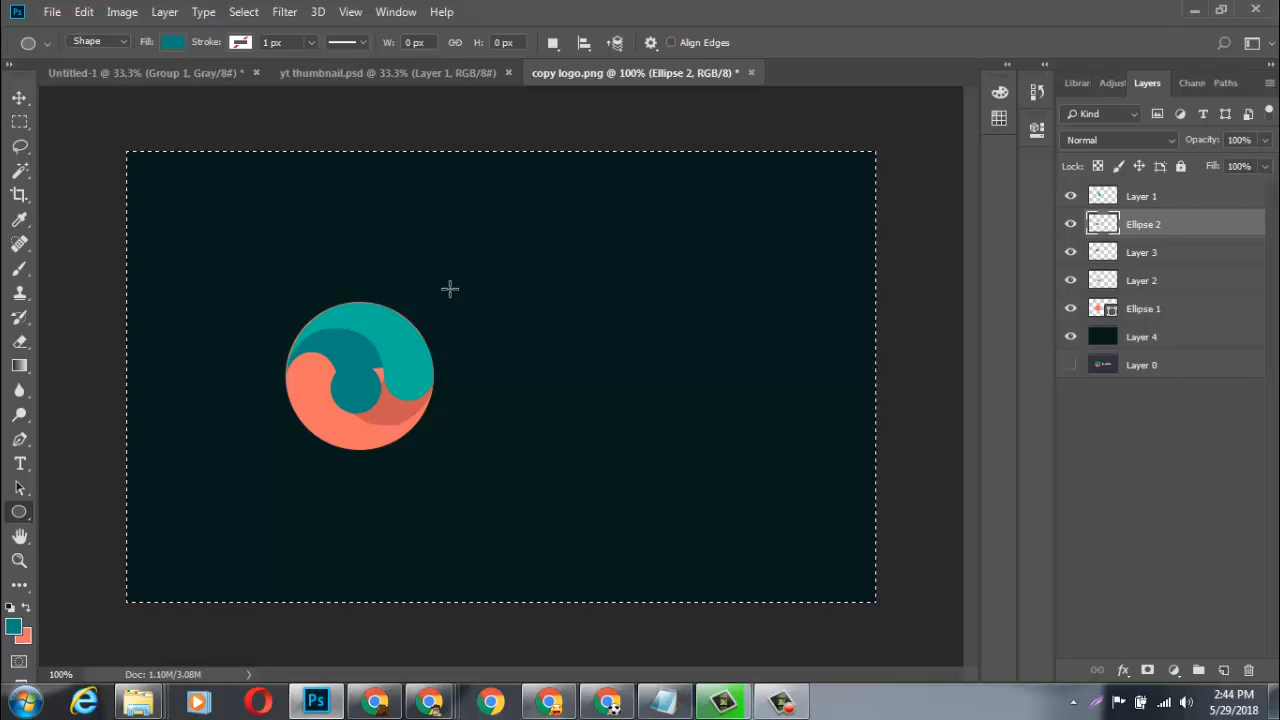 Ps File Edit Image Layer Type Select Filter 3D View Window Help
Shape Fill: Stroke: 1 px W: 0 px H: 0 px Align Edges
Untitled-1 @ 33.3% (Group 1, Gray/8#) * yt thumbnail.psd @ 33.3% (Layer 1, RGB/8#) copy logo.png @ 100% (Ellipse 2, RGB/8) *
Librar Adjus Layers Chann Paths
Kind
Normal Opacity: 100%
Lock: Fill: 100%
Layer 1
Ellipse 2
Layer 3
Layer 2
Ellipse 1
Layer 4
Layer 0
100% Doc: 1.10M/3.08M
Ps
2:44 PM
5/29/2018